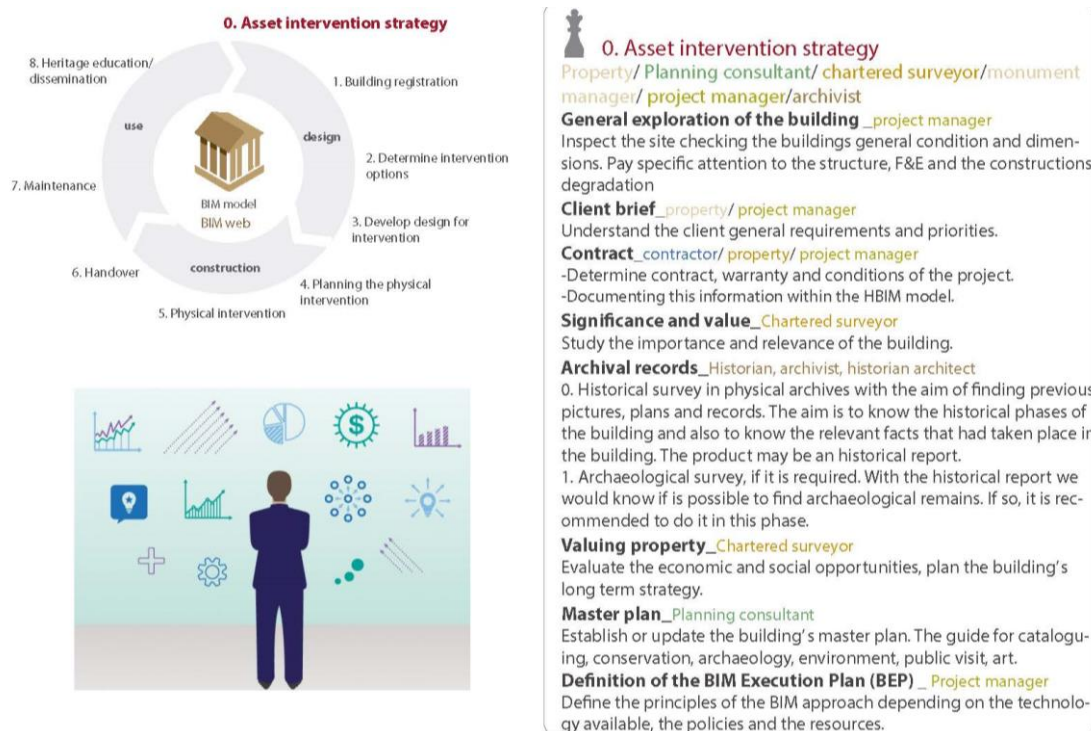 0. Asset intervention strategy
8. Heritage education/
dissemination
1. Building registration
use
design
2. Determine intervention
options
7. Maintenance
BIM model
BIM web
3. Develop design for
intervention
6. Handover
construction
4. Planning the physical
intervention
5. Physical intervention
$
0. Asset intervention strategy
Property/ Planning consultant/ chartered surveyor/monument
manager/ project manager/archivist
General exploration of the building _project manager
Inspect the site checking the buildings general condition and dimen-
sions. Pay specific attention to the structure, F&E and the constructions
degradation
Client brief_property/ project manager
Understand the client general requirements and priorities.
Contract_contractor/ property/ project manager
-Determine contract, warranty and conditions of the project.
-Documenting this information within the HBIM model.
Significance and value_Chartered surveyor
Study the importance and relevance of the building.
Archival records_Historian, archivist, historian architect
0. Historical survey in physical archives with the aim of finding previous
pictures, plans and records. The aim is to know the historical phases of
the building and also to know the relevant facts that had taken place in
the building. The product may be an historical report.
1. Archaeological survey, if it is required. With the historical report we
would know if is possible to find archaeological remains. If so, it is rec-
ommended to do it in this phase.
Valuing property_Chartered surveyor
Evaluate the economic and social opportunities, plan the building's
long term strategy.
Master plan_Planning consultant
Establish or update the building's master plan. The guide for catalogu-
ing, conservation, archaeology, environment, public visit, art.
Definition of the BIM Execution Plan (BEP) _ Project manager
Define the principles of the BIM approach depending on the technolo-
gy available, the policies and the resources.